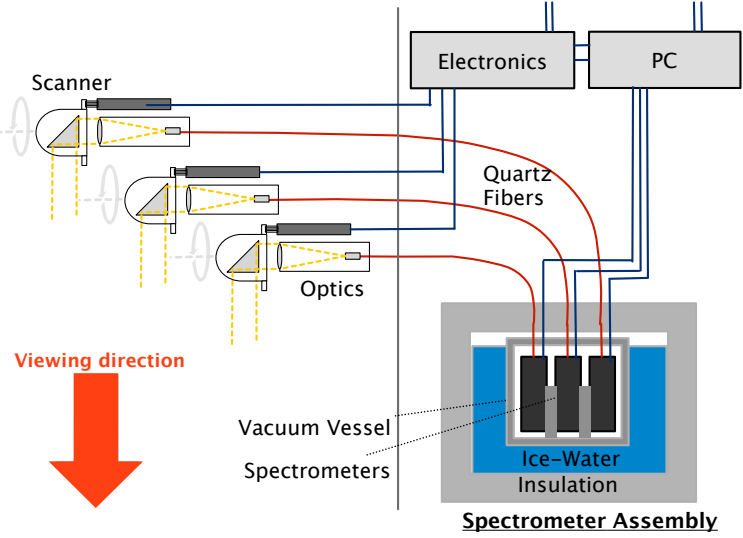 Scanner
Electronics
PC
Quartz
Fibers
Optics
Viewing direction
Vacuum Vessel
Spectrometers
Ice-Water
Insulation
Spectrometer Assembly